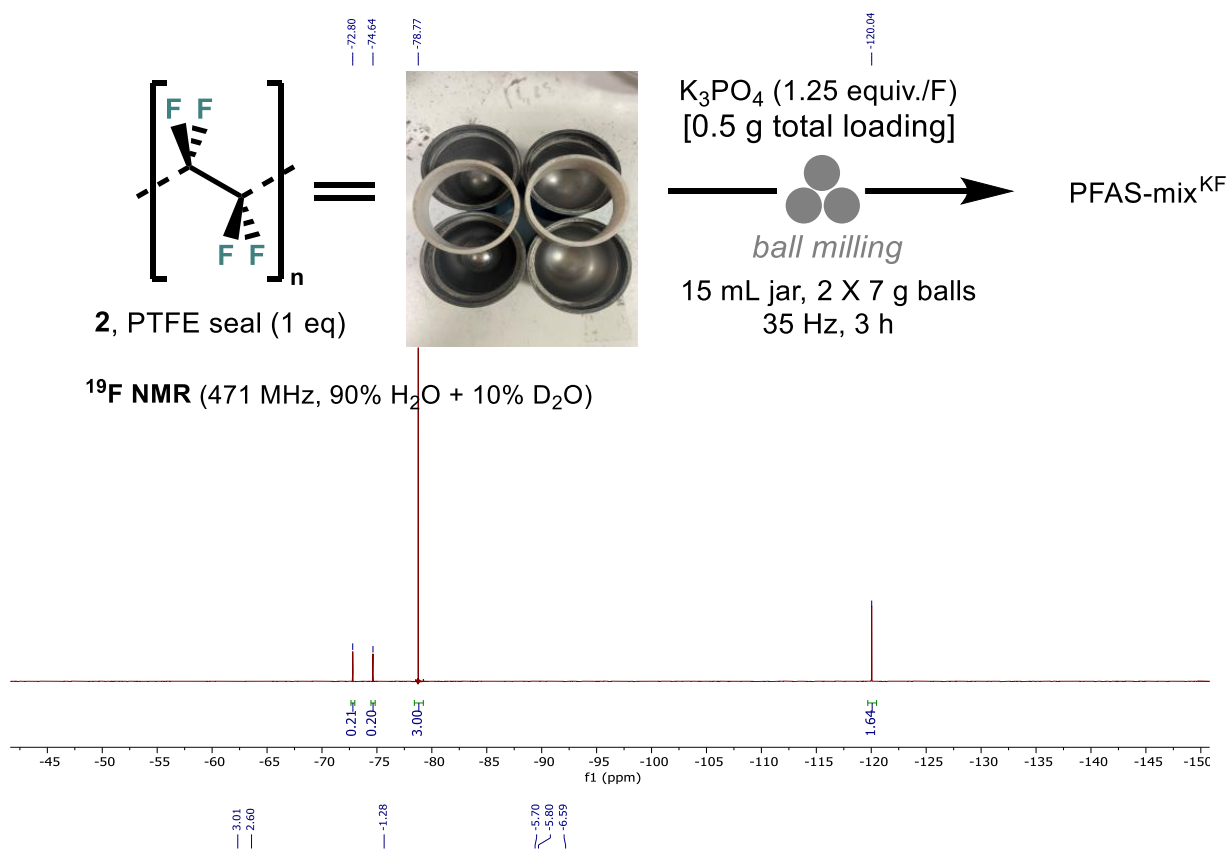 -72.80
-74.64
-78.77
-120.04
F F
F F
n
2, PTFE seal (1 eq)
K3PO4 (1.25 equiv./F)
[0.5 g total loading]
ball milling
15 mL jar, 2 X 7 g balls
35 Hz, 3 h
PFAS-mixKF
19F NMR (471 MHz, 90% H2O + 10% D2O)
0.21
0.20
3.00
1.64
-45 -50 -55 -60 -65 -70 -75 -80 -85 -90 -95 -100 -105 -110 -115 -120 -125 -130 -135 -140 -145 -150
f1 (ppm)
3.01
2.60
-1.28
-5.70
-5.80
-6.59